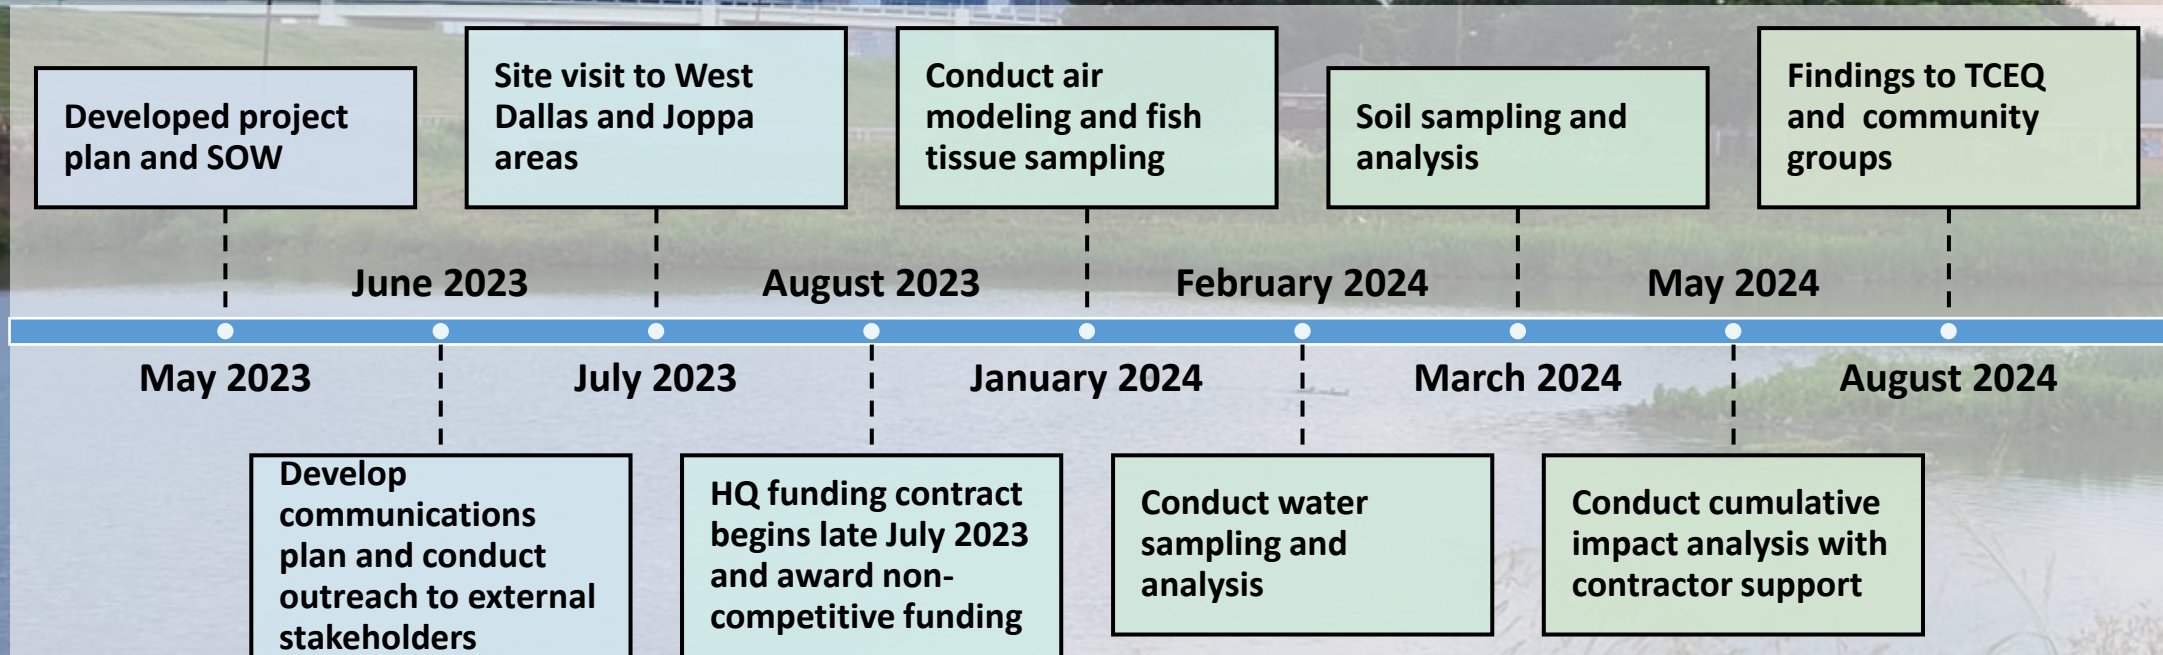 Developed project
plan and SOW
Site visit to West
Dallas and Joppa
areas
Conduct air
modeling and fish
tissue sampling
Soil sampling and
analysis
Findings to TCEQ
and  community
groups
June 2023
August 2023
February 2024
May 2024
May 2023
July 2023
January 2024
March 2024
August 2024
Develop
communications
plan and conduct
outreach to external
stakeholders
HQ funding contract
begins late July 2023
and award non-
competitive funding
Conduct water
sampling and
analysis
Conduct cumulative
impact analysis with
contractor support